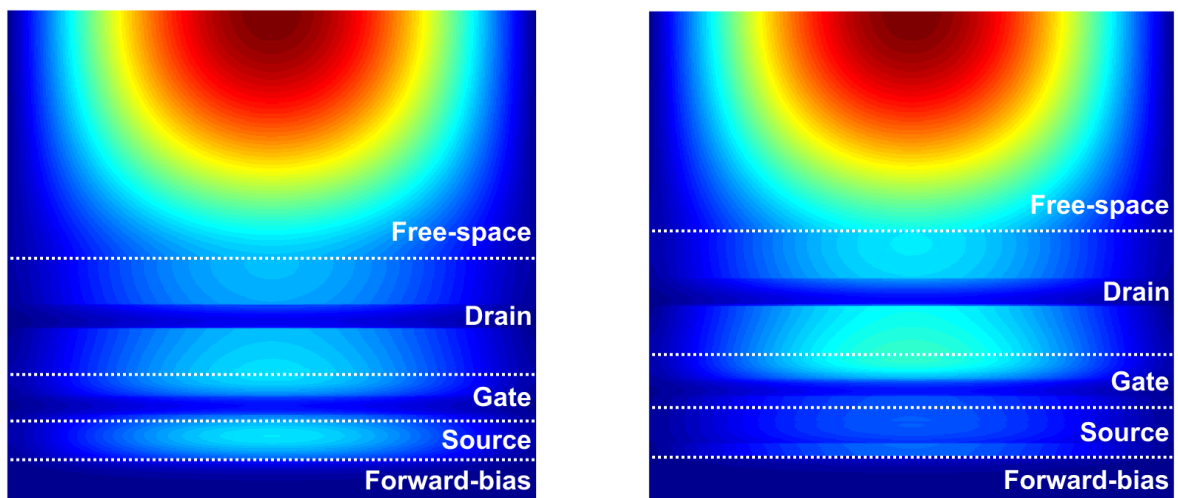 Free-space
Drain
Gate
Source
Forward-bias
Free-space
Drain
Gate
Source
Forward-bias